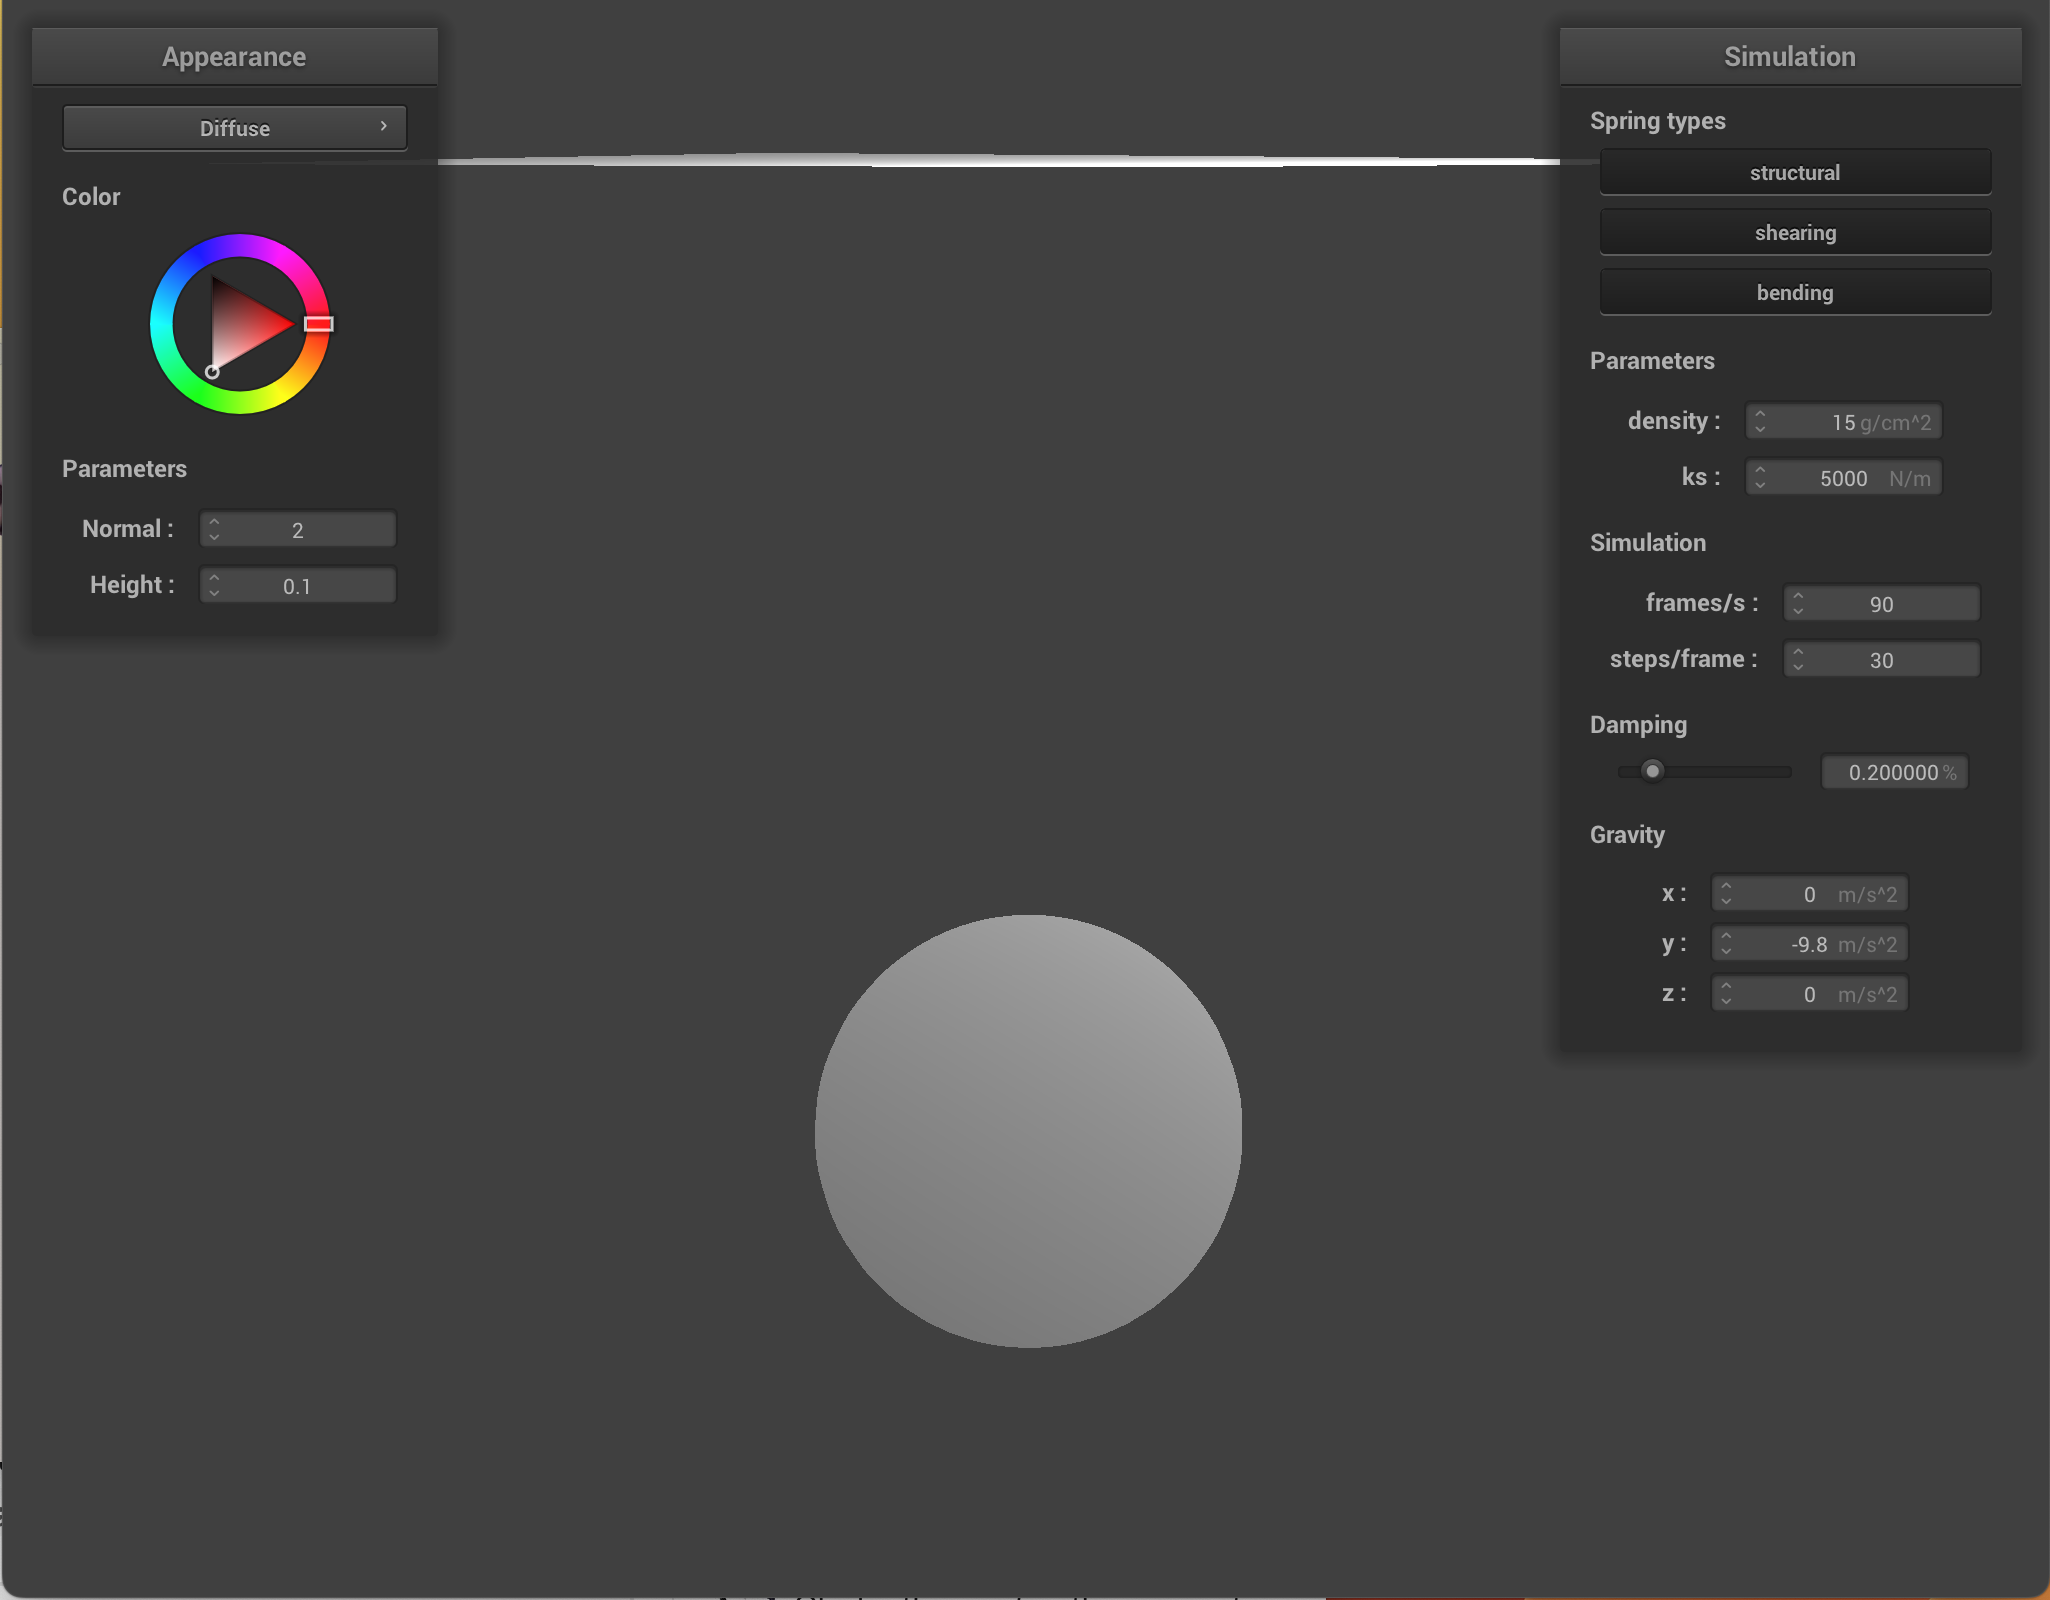 Appearance
Diffuse
Color
Parameters
Normal :
2
Height :
0.1
Simulation
Spring types
structural
shearing
bending
Parameters
density :
15 g/cm^2
ks :
5000 N/m
Simulation
frames/s :
90
steps/frame :
30
Damping
0.200000 %
Gravity
x :
0 m/s^2
y :
-9.8 m/s^2
z :
0 m/s^2